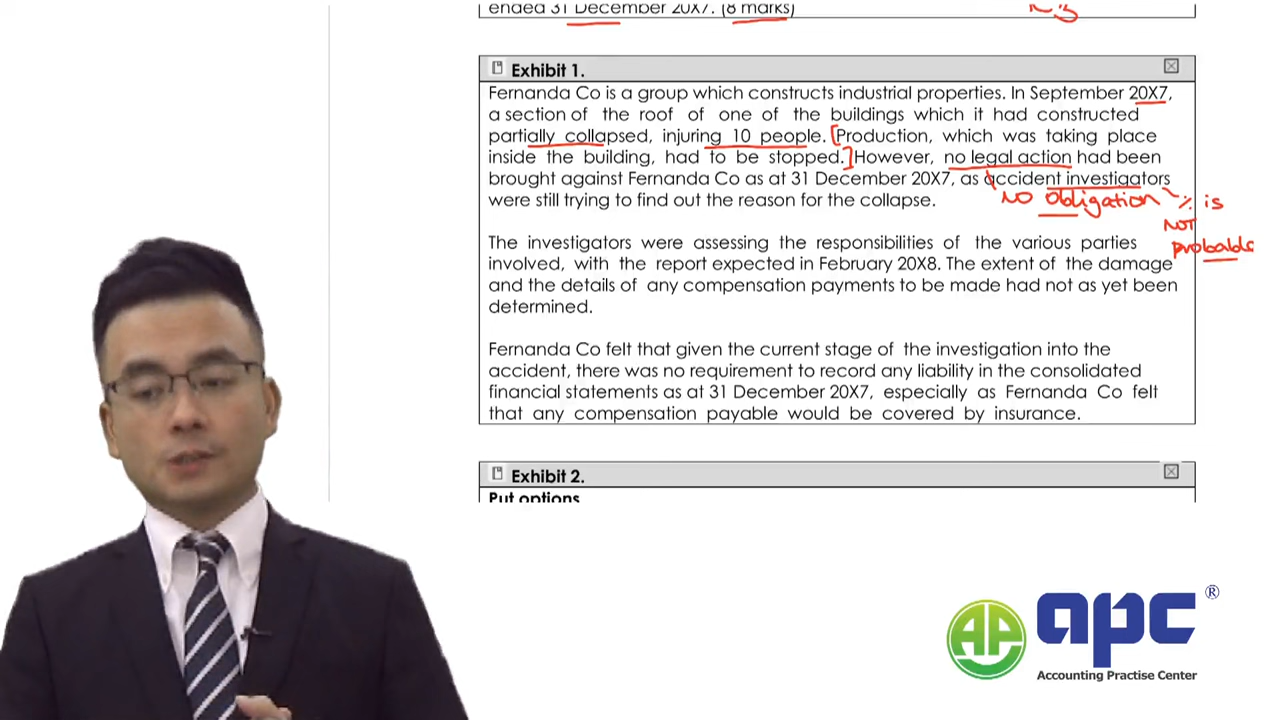 ended 31 December 20X7. (8 marks)
Exhibit 1.
Fernanda Co is a group which constructs industrial properties. In September 20X7,
a section of the roof of one of the buildings which it had constructed
partially collapsed, injuring 10 people. [Production, which was taking place
inside the building, had to be stopped.] However, no legal action had been
brought against Fernanda Co as at 31 December 20X7, as accident investigators
were still trying to find out the reason for the collapse.
NO obligation % is
NOT
probable
The investigators were assessing the responsibilities of the various parties
involved, with the report expected in February 20X8. The extent of the damage
and the details of any compensation payments to be made had not as yet been
determined.
Fernanda Co felt that given the current stage of the investigation into the
accident, there was no requirement to record any liability in the consolidated
financial statements as at 31 December 20X7, especially as Fernanda Co felt
that any compensation payable would be covered by insurance.
Exhibit 2.
Put options
AP
apc®
Accounting Practise Center